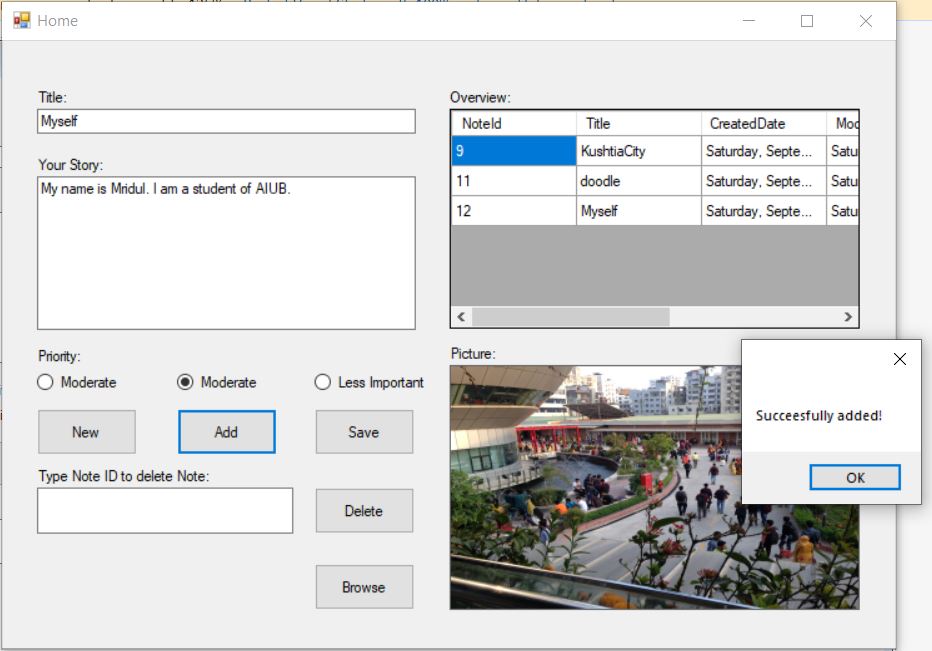 Home
Title:
Myself
Your Story:
My name is Mridul. I am a student of AIUB.
Priority:
Moderate
Moderate
Less Important
New
Add
Save
Type Note ID to delete Note:
Delete
Browse
Overview:
NoteId Title CreatedDate Mod
9 KushtiaCity Saturday, Septe... Satu
11 doodle Saturday, Septe... Satu
12 Myself Saturday, Septe... Satu
Picture:
Succeesfully added!
OK